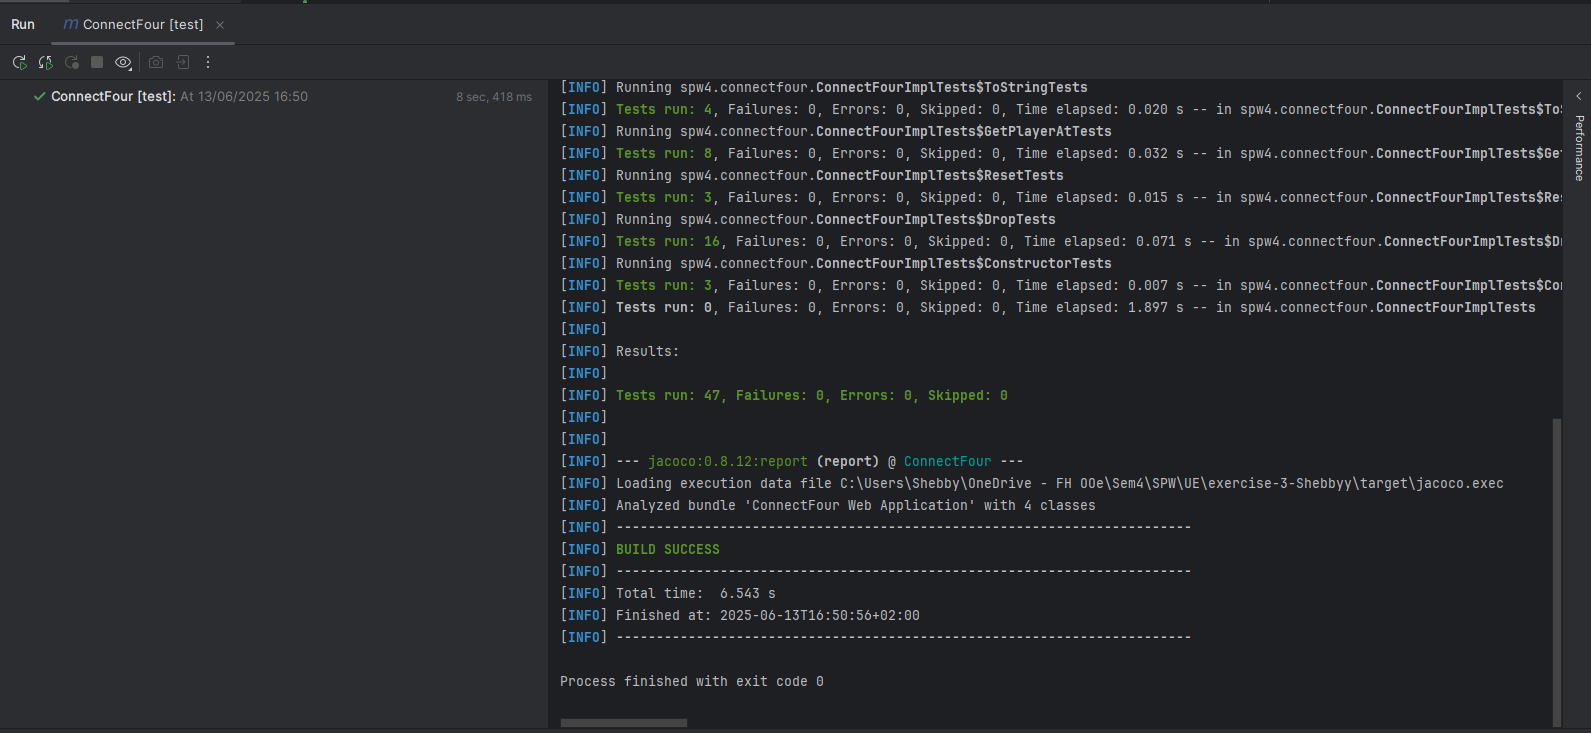 Run
ConnectFour [test]
ConnectFour [test]: At 13/06/2025 16:50
8 sec, 418 ms
[INFO] Running spw4.connectfour.ConnectFourImplTests$ToStringTests
[INFO] Tests run: 4, Failures: 0, Errors: 0, Skipped: 0, Time elapsed: 0.020 s -- in spw4.connectfour.ConnectFourImplTests$ToS
[INFO] Running spw4.connectfour.ConnectFourImplTests$GetPlayerAtTests
[INFO] Tests run: 8, Failures: 0, Errors: 0, Skipped: 0, Time elapsed: 0.032 s -- in spw4.connectfour.ConnectFourImplTests$Get
[INFO] Running spw4.connectfour.ConnectFourImplTests$ResetTests
[INFO] Tests run: 3, Failures: 0, Errors: 0, Skipped: 0, Time elapsed: 0.015 s -- in spw4.connectfour.ConnectFourImplTests$Res
[INFO] Running spw4.connectfour.ConnectFourImplTests$DropTests
[INFO] Tests run: 16, Failures: 0, Errors: 0, Skipped: 0, Time elapsed: 0.071 s -- in spw4.connectfour.ConnectFourImplTests$Dr
[INFO] Running spw4.connectfour.ConnectFourImplTests$ConstructorTests
[INFO] Tests run: 3, Failures: 0, Errors: 0, Skipped: 0, Time elapsed: 0.007 s -- in spw4.connectfour.ConnectFourImplTests$Con
[INFO] Tests run: 0, Failures: 0, Errors: 0, Skipped: 0, Time elapsed: 1.897 s -- in spw4.connectfour.ConnectFourImplTests
[INFO]
[INFO] Results:
[INFO]
[INFO] Tests run: 47, Failures: 0, Errors: 0, Skipped: 0
[INFO]
[INFO]
[INFO] --- jacoco:0.8.12:report (report) @ ConnectFour ---
[INFO] Loading execution data file C:\Users\Shebby\OneDrive - FH OOe\Sem4\SPW\UE\exercise-3-Shebbyy\target\jacoco.exec
[INFO] Analyzed bundle 'ConnectFour Web Application' with 4 classes
[INFO] ------------------------------------------------------------------------
[INFO] BUILD SUCCESS
[INFO] ------------------------------------------------------------------------
[INFO] Total time:  6.543 s
[INFO] Finished at: 2025-06-13T16:50:56+02:00
[INFO] ------------------------------------------------------------------------
Process finished with exit code 0
Performance